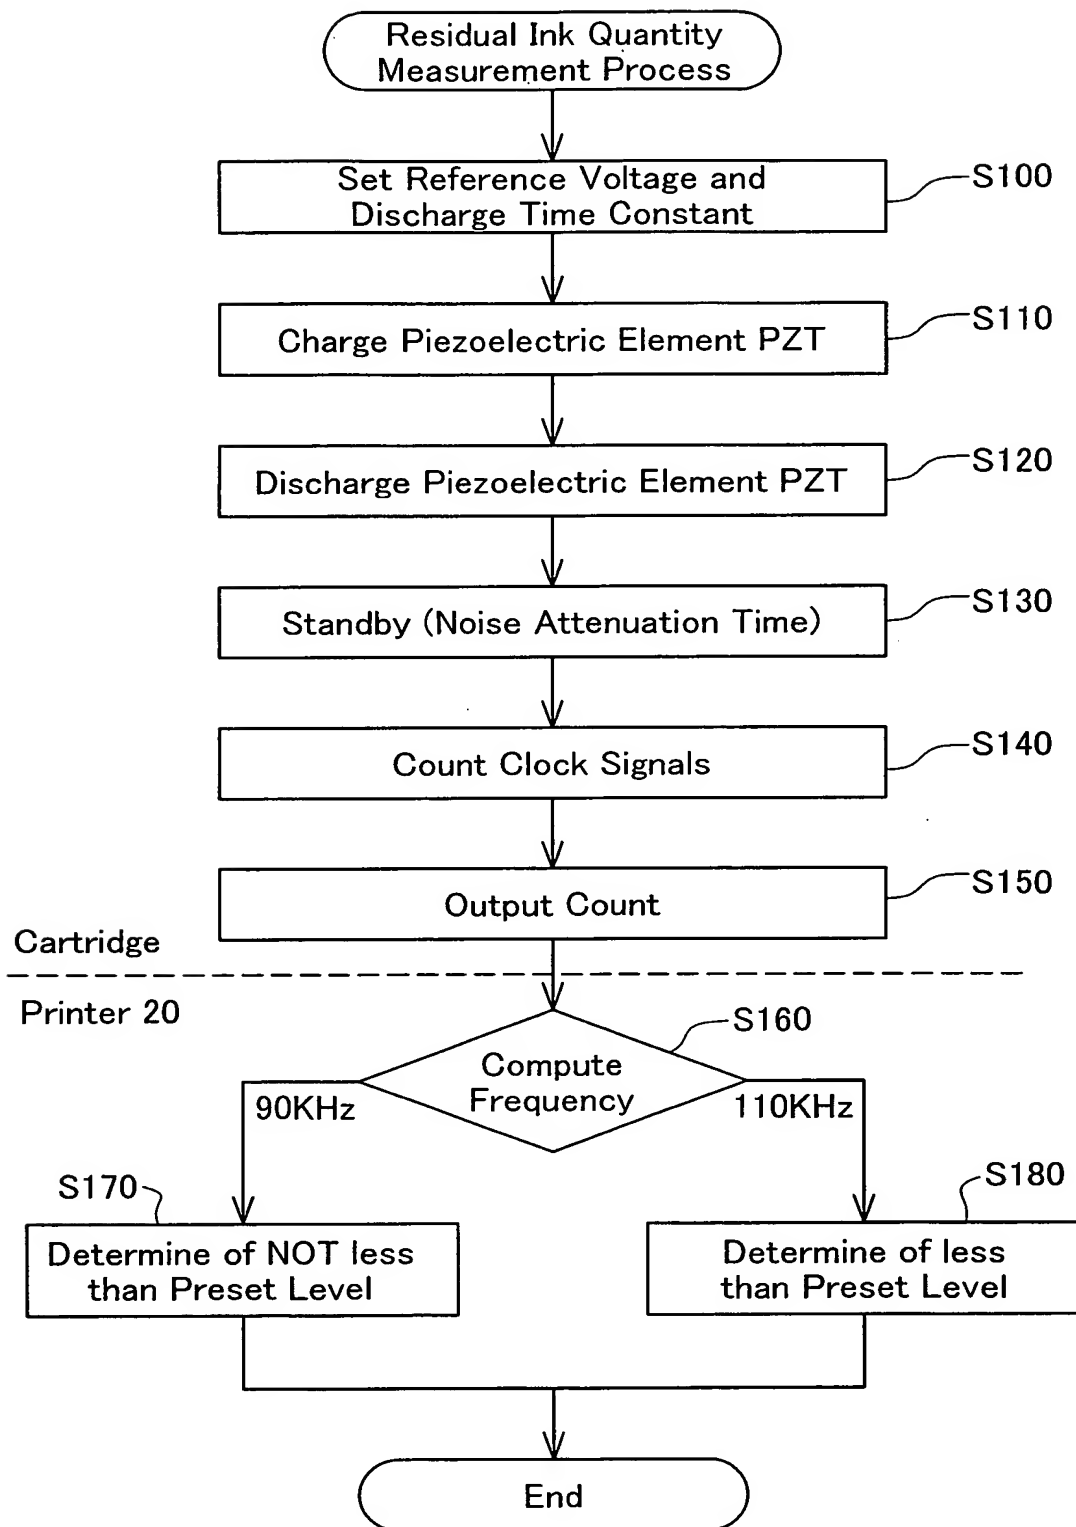 Residual Ink Quantity
Measurement Process
Set Reference Voltage and
Discharge Time Constant
S100
Charge Piezoelectric Element PZT
S110
Discharge Piezoelectric Element PZT
S120
Standby (Noise Attenuation Time)
S130
Count Clock Signals
S140
Output Count
S150
Cartridge
Printer 20
S160
Compute
Frequency
90KHz
110KHz
S170
S180
Determine of NOT less
than Preset Level
Determine of less
than Preset Level
End